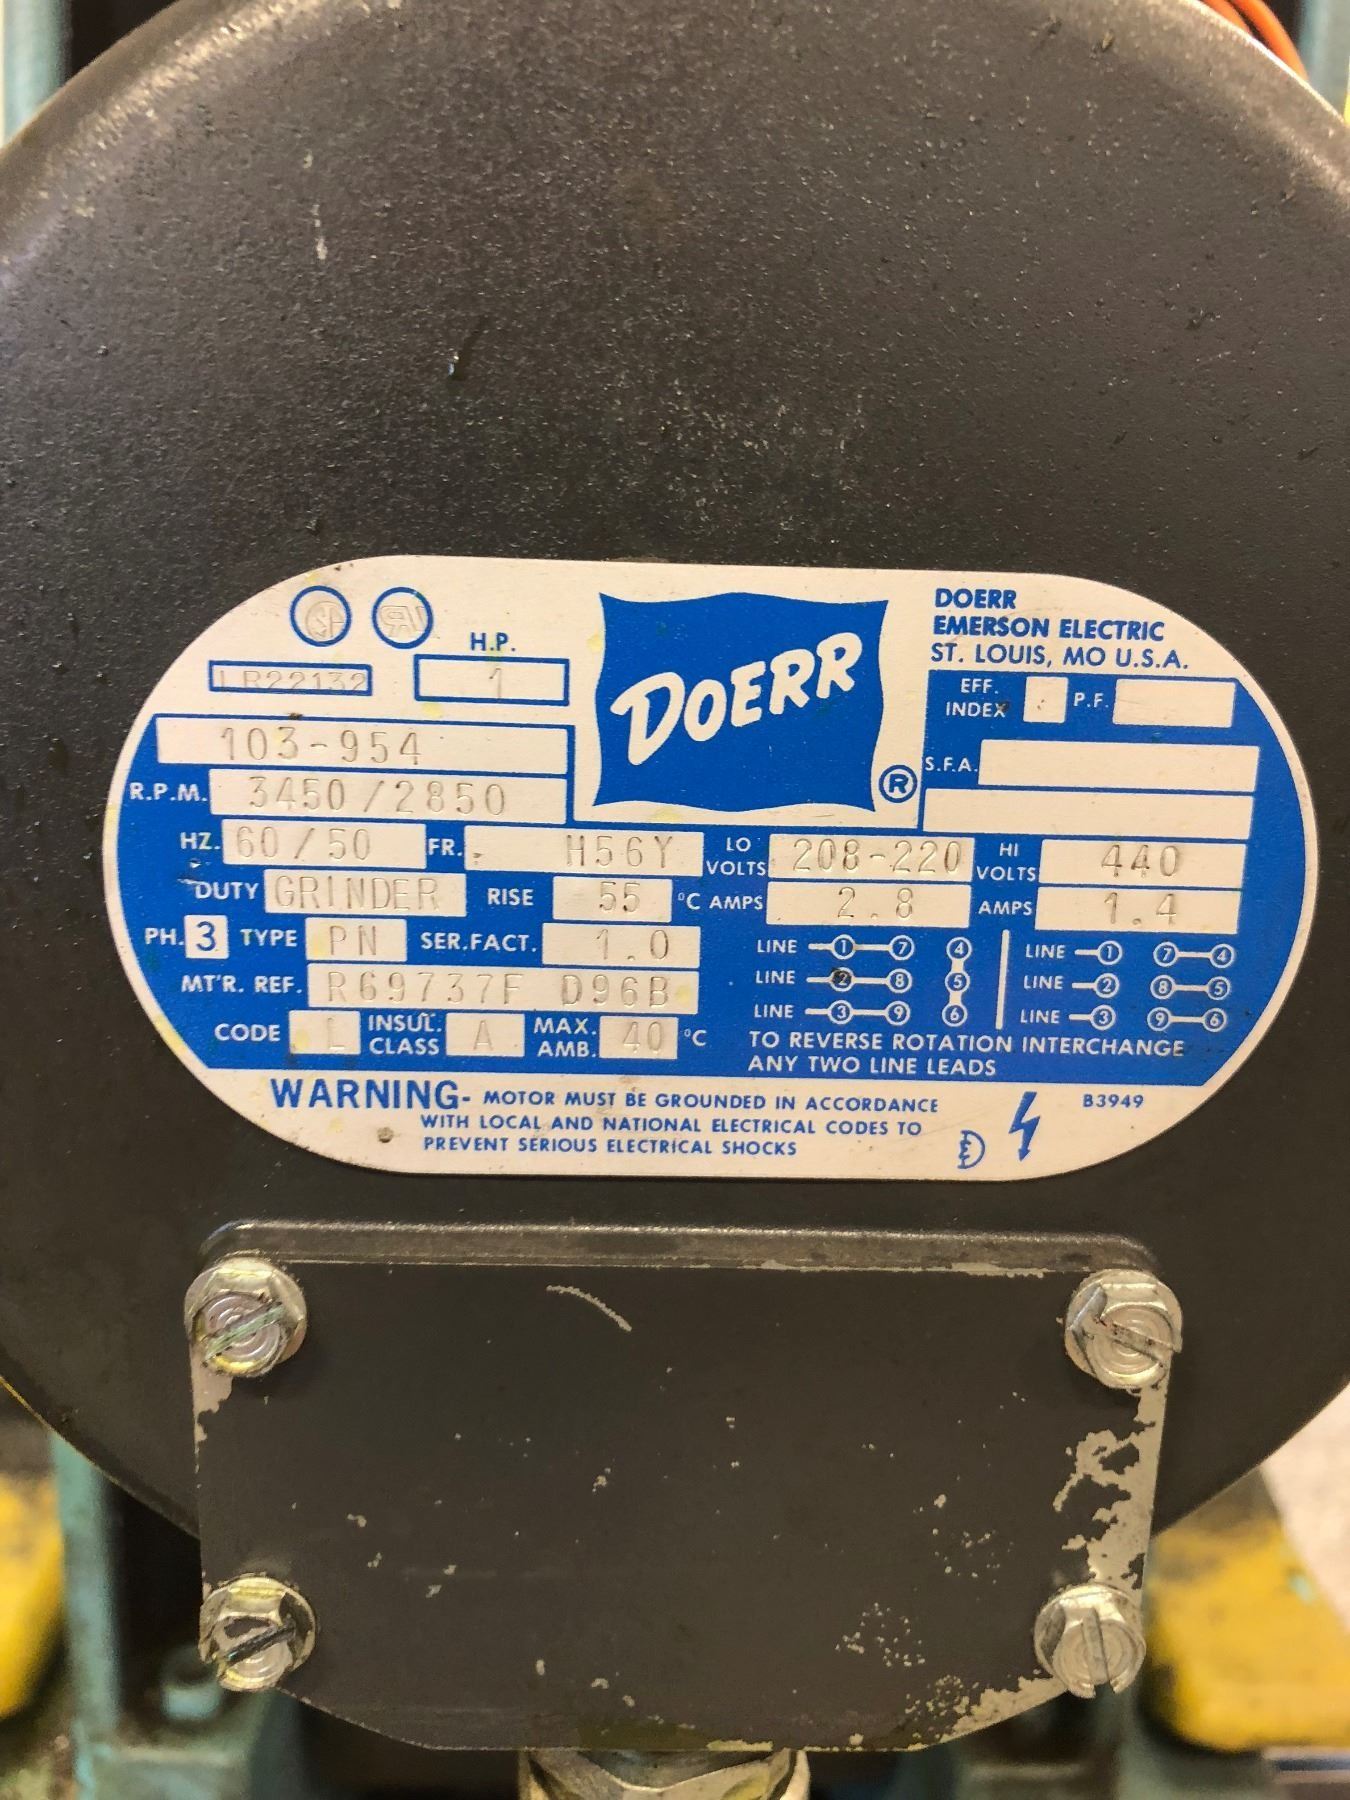 H.P.
LR22132
1
DOERR
®
DOERR
EMERSON ELECTRIC
ST. LOUIS, MO U.S.A.
EFF. INDEX P.F.
S.F.A.
103-954
R.P.M. 3450/2850
HZ. 60/50 FR. H56Y LO VOLTS 208-220 HI VOLTS 440
DUTY GRINDER RISE 55 °C AMPS 2.8 AMPS 1.4
PH. 3 TYPE PN SER.FACT. 1.0
MT'R. REF. R69737F D96B
CODE L INSUL. CLASS A MAX. AMB. 40 °C
LINE 1 7 4 LINE 1 7 4
LINE 2 8 5 LINE 2 8 5
LINE 3 9 6 LINE 3 9 6
TO REVERSE ROTATION INTERCHANGE
ANY TWO LINE LEADS
WARNING- MOTOR MUST BE GROUNDED IN ACCORDANCE
WITH LOCAL AND NATIONAL ELECTRICAL CODES TO
PREVENT SERIOUS ELECTRICAL SHOCKS
B3949